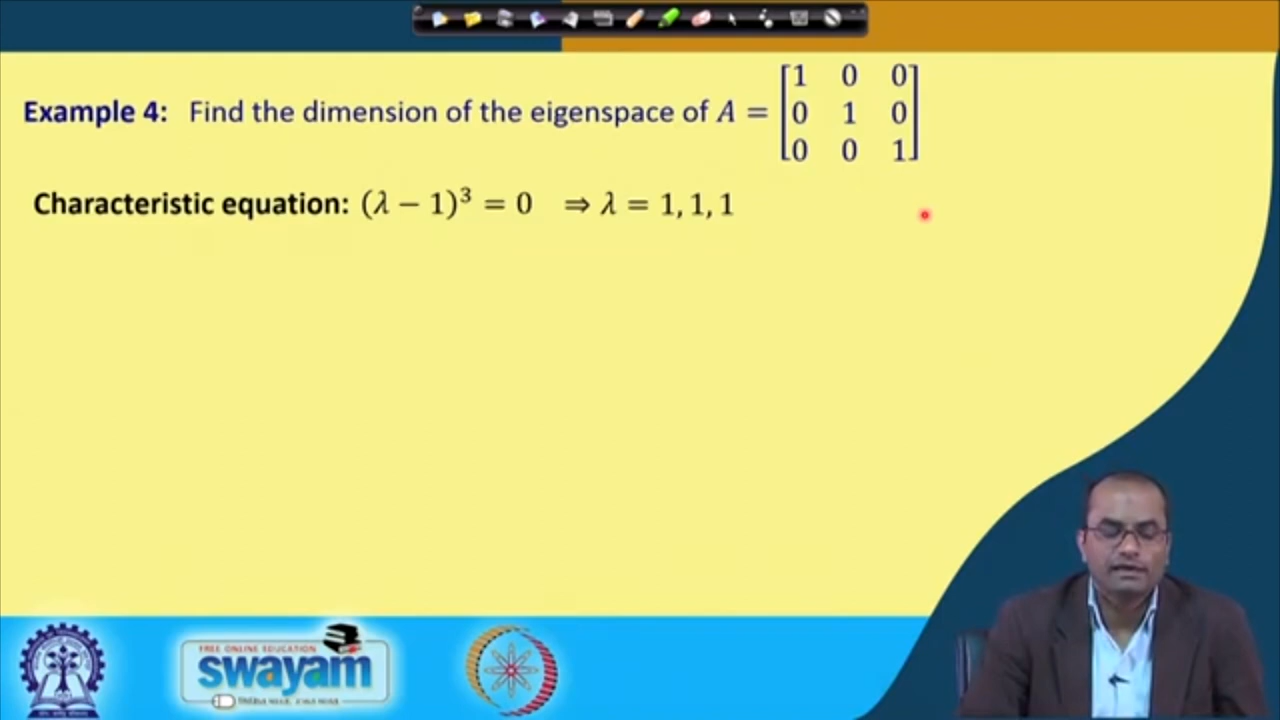 Example 4: Find the dimension of the eigenspace of A = [1 0 0
0 1 0
0 0 1]
Characteristic equation: (λ − 1)³ = 0 ⇒ λ = 1, 1, 1
FREE ONLINE EDUCATION
swayam